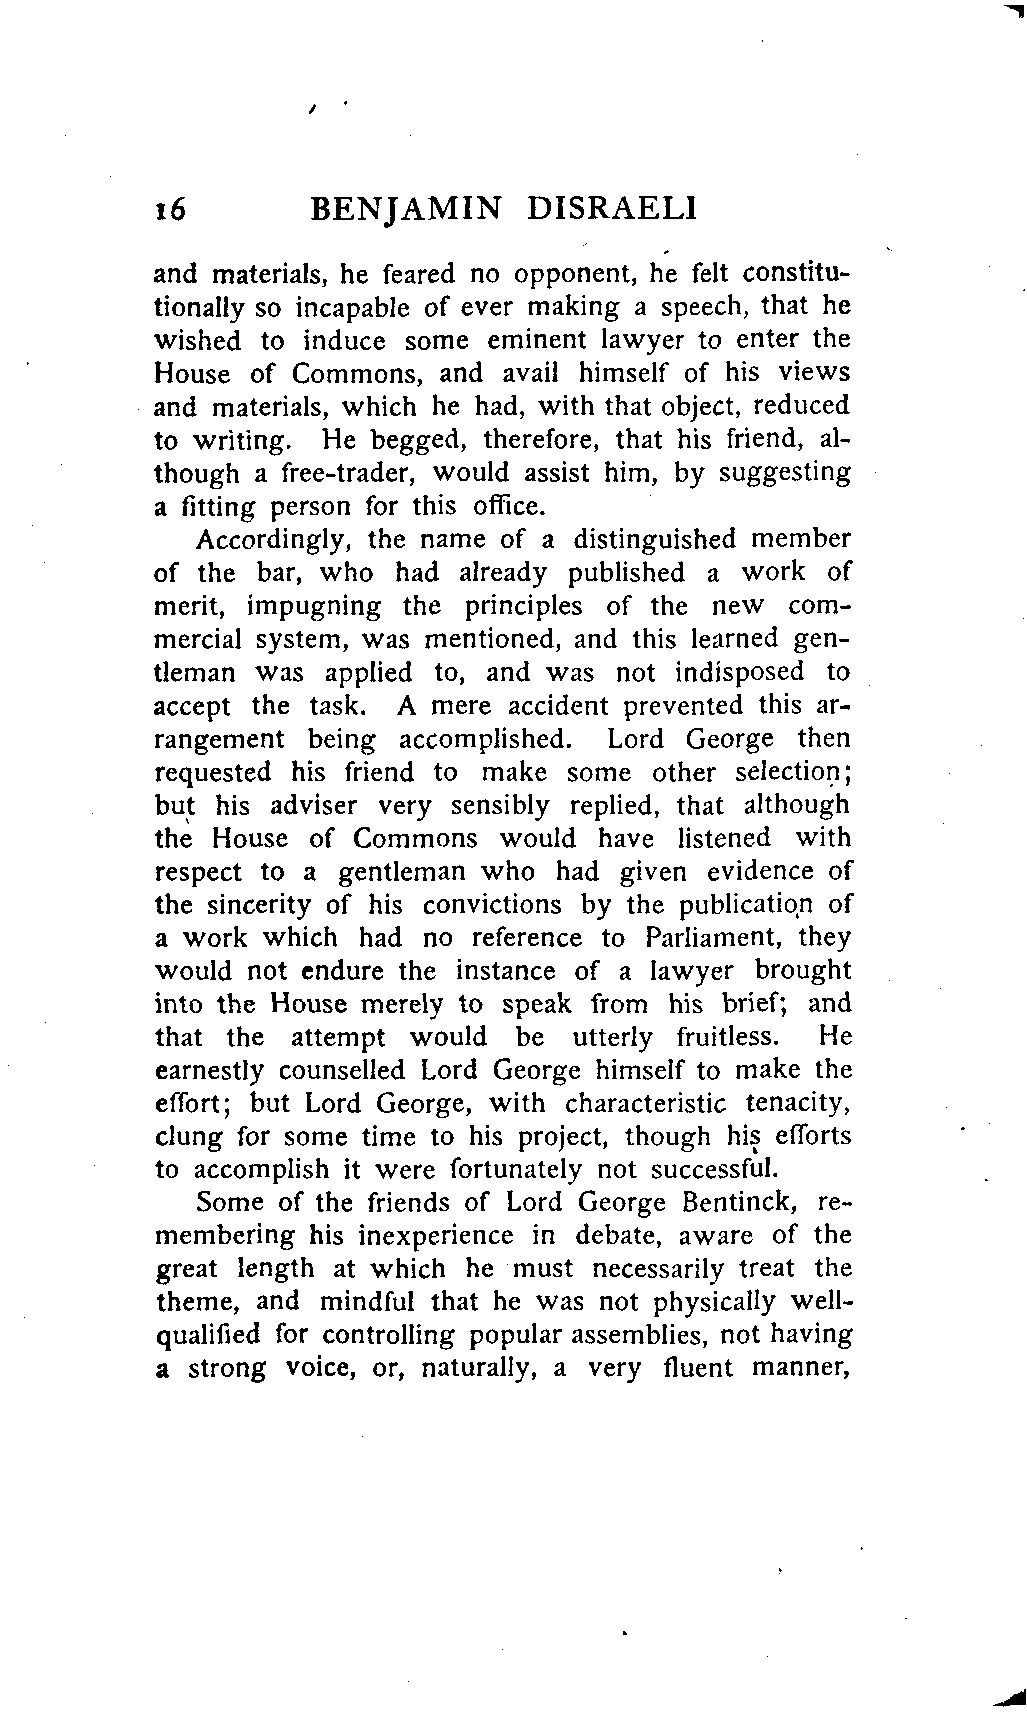 16 BENJAMIN DISRAELI
and materials, he feared no opponent, he felt constitu-
tionally so incapable of ever making a speech, that he
wished to induce some eminent lawyer to enter the
House of Commons, and avail himself of his views
and materials, which he had, with that object, reduced
to writing. He begged, therefore, that his friend, al-
though a free-trader, would assist him, by suggesting
a fitting person for this office.
Accordingly, the name of a distinguished member
of the bar, who had already published a work of
merit, impugning the principles of the new com-
mercial system, was mentioned, and this learned gen-
tleman was applied to, and was not indisposed to
accept the task. A mere accident prevented this ar-
rangement being accomplished. Lord George then
requested his friend to make some other selection;
but his adviser very sensibly replied, that although
the House of Commons would have listened with
respect to a gentleman who had given evidence of
the sincerity of his convictions by the publication of
a work which had no reference to Parliament, they
would not endure the instance of a lawyer brought
into the House merely to speak from his brief; and
that the attempt would be utterly fruitless. He
earnestly counselled Lord George himself to make the
effort; but Lord George, with characteristic tenacity,
clung for some time to his project, though his efforts
to accomplish it were fortunately not successful.
Some of the friends of Lord George Bentinck, re-
membering his inexperience in debate, aware of the
great length at which he must necessarily treat the
theme, and mindful that he was not physically well-
qualified for controlling popular assemblies, not having
a strong voice, or, naturally, a very fluent manner,